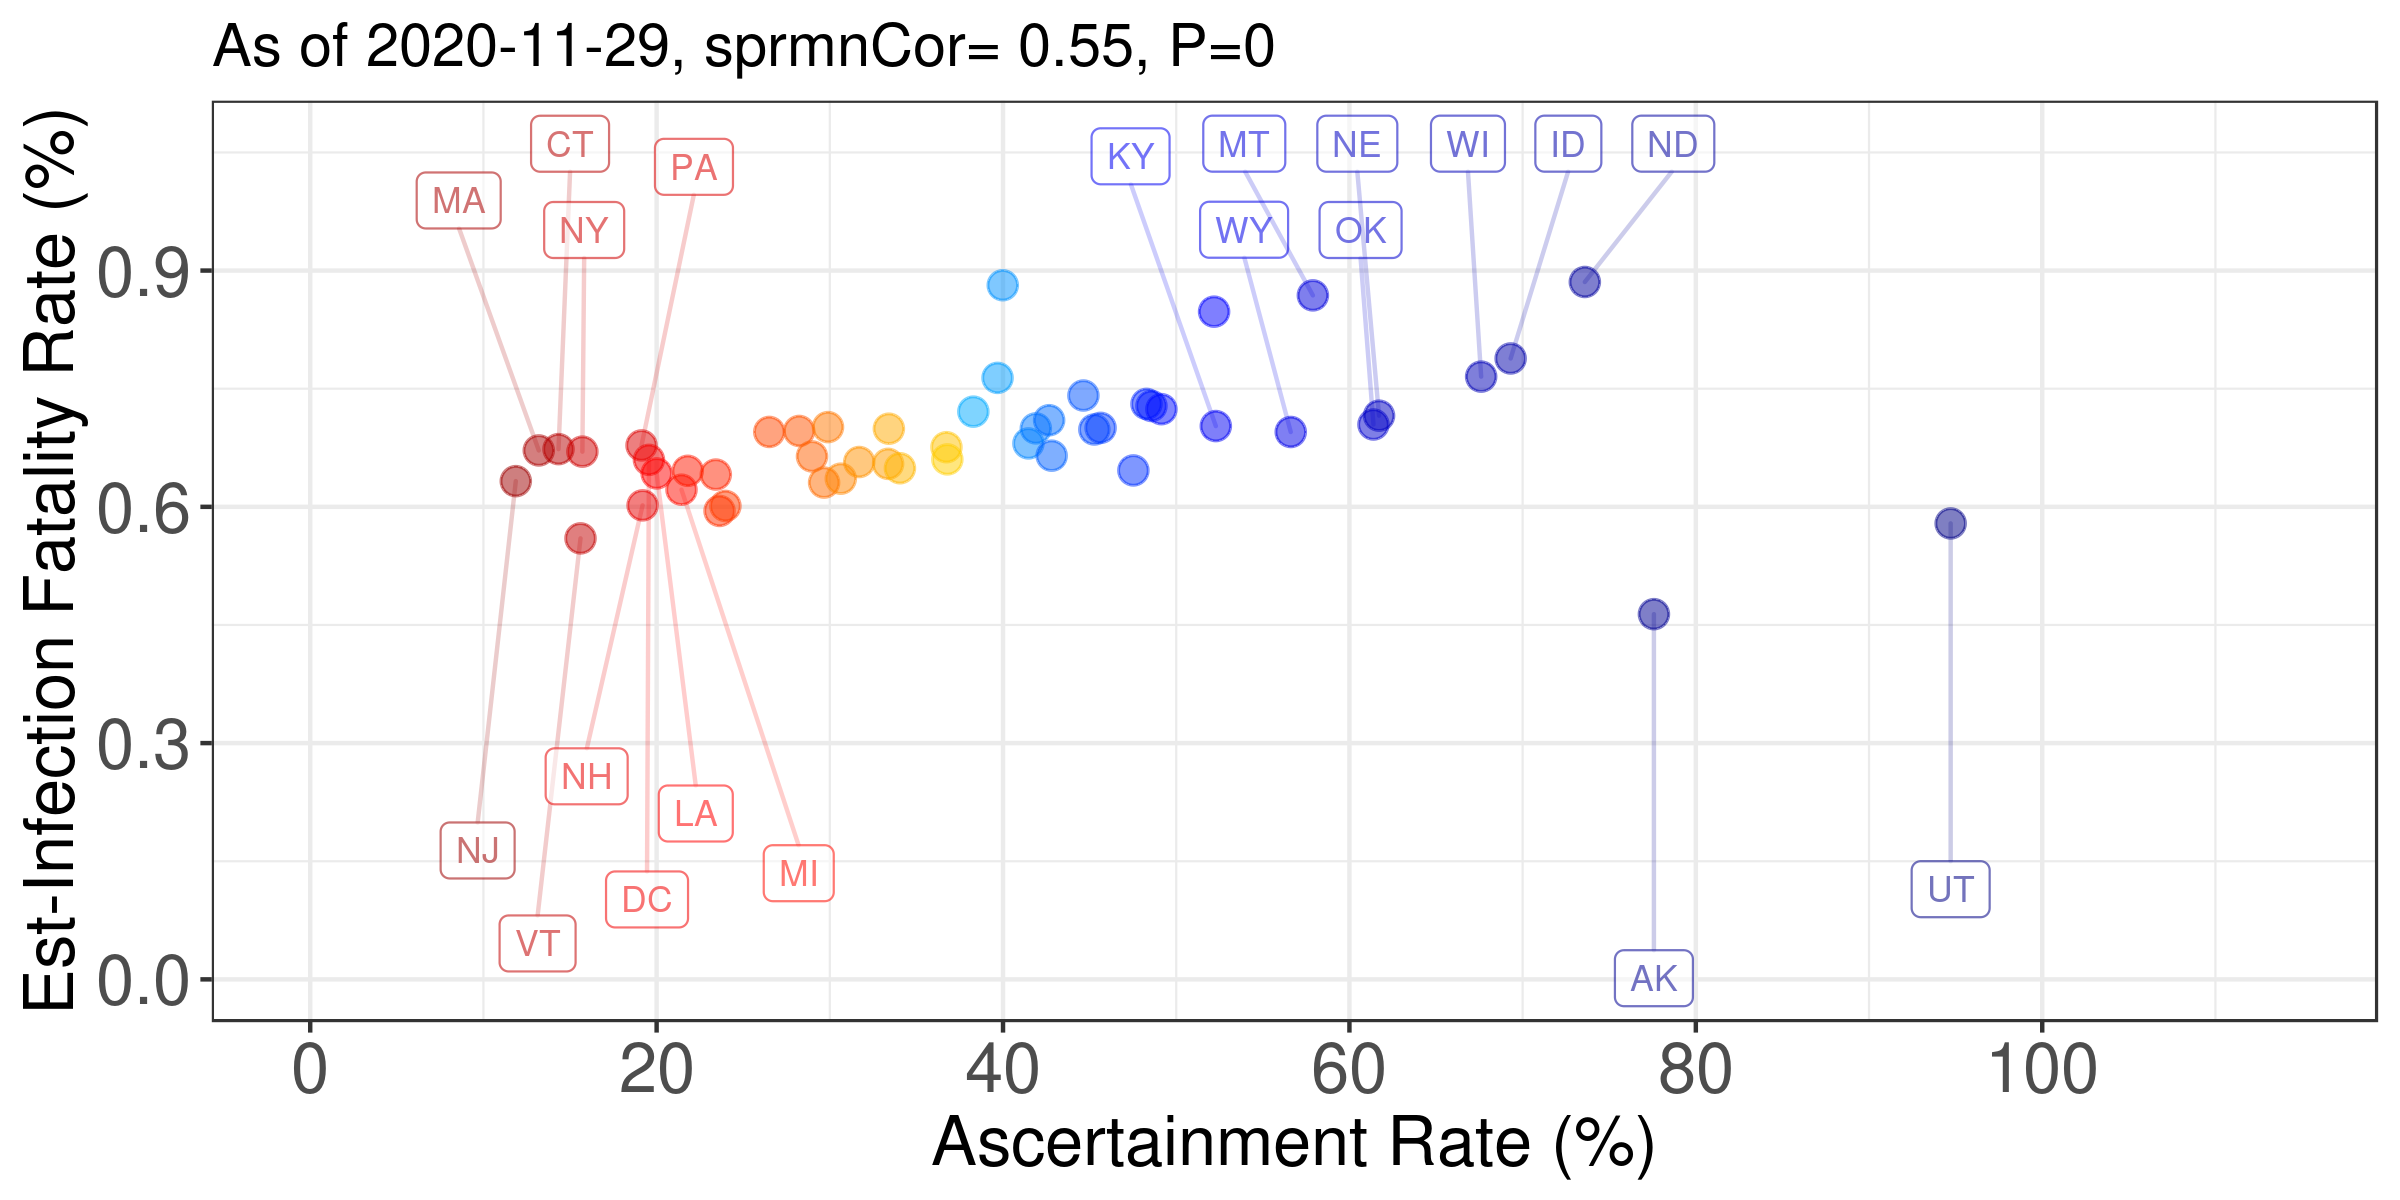 As of 2020-11-29, sprmnCor= 0.55, P=0
Est-Infection Fatality Rate (%)
0.9
0.6
0.3
0.0
CT
PA
MA
NY
KY
MT
NE
WI
ID
ND
WY
OK
NH
LA
NJ
MI
DC
VT
UT
AK
0
20
40
60
80
100
Ascertainment Rate (%)